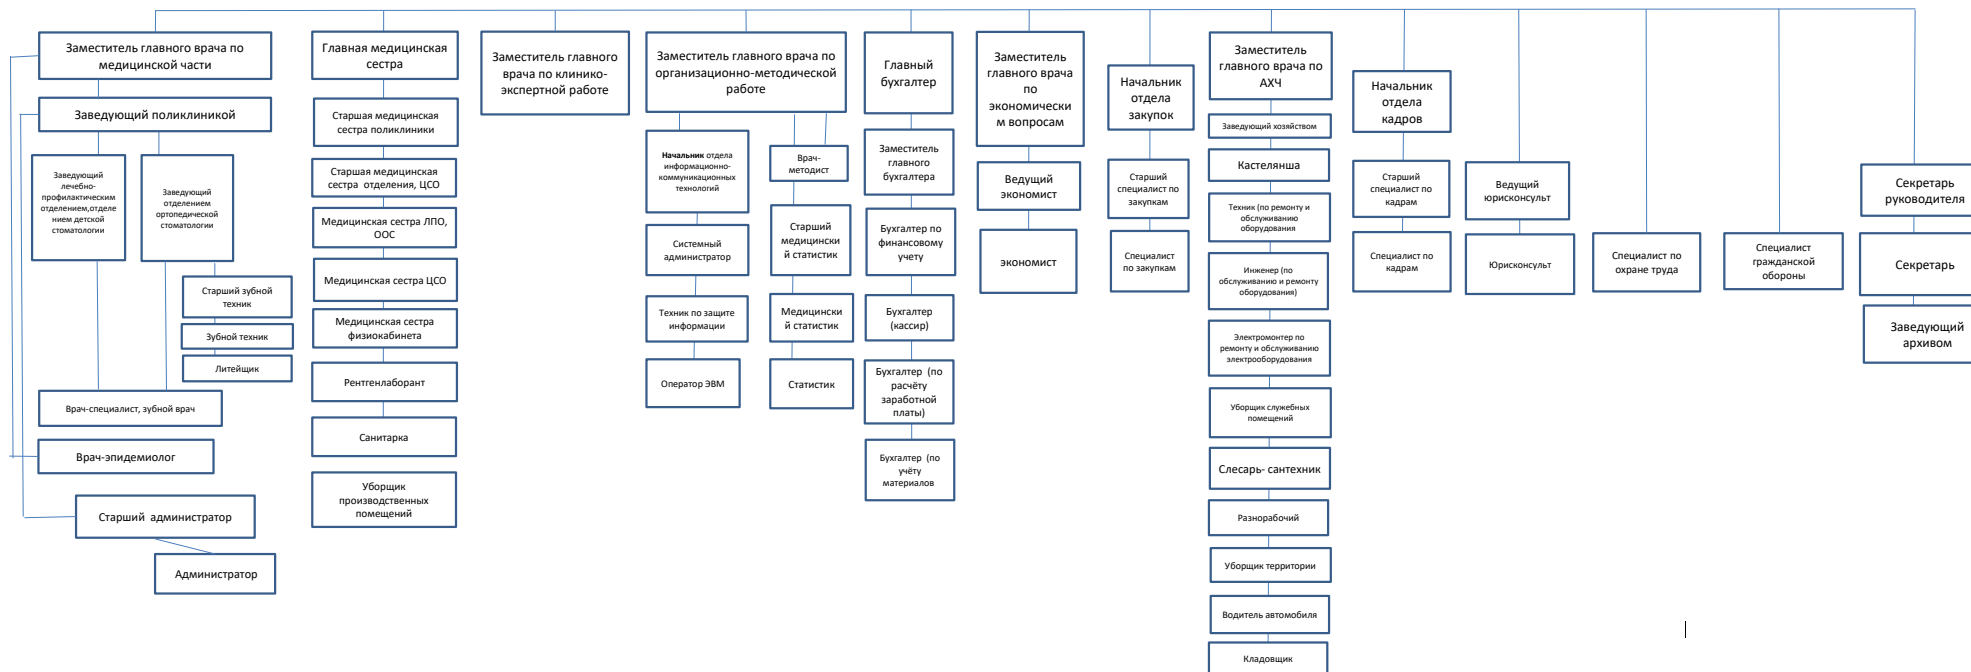 Заместитель главного врача по
медицинской части
Заведующий поликлиникой
Заведующий
лечебно-
профилактическим
отделением,отделе
нием детской
стоматологии
Заведующий
отделением
ортопедической
стоматологии
Старший зубной
техник
Зубной техник
Литейщик
Врач-специалист, зубной врач
Врач-эпидемиолог
Старший администратор
Администратор
Главная медицинская
сестра
Старшая медицинская
сестра поликлиники
Старшая медицинская
сестра отделения, ЦСО
Медицинская сестра ЛПО,
ООС
Медицинская сестра ЦСО
Медицинская сестра
физиокабинета
Рентгенлаборант
Санитарка
Уборщик
производственных
помещений
Заместитель главного
врача по клинико-
экспертной работе
Заместитель главного врача по
организационно-методической
работе
Начальник отдела
информационно-
коммуникационных
технологий
Системный
администратор
Техник по защите
информации
Оператор ЭВМ
Врач-
методист
Старший
медицински
й статистик
Медицински
й статистик
Статистик
Главный
бухгалтер
Заместитель
главного
бухгалтера
Бухгалтер по
финансовому
учету
Бухгалтер
(кассир)
Бухгалтер (по
расчёту
заработной
платы)
Бухгалтер (по
учёту
материалов
Заместитель
главного врача
по
экономически
м вопросам
Ведущий
экономист
экономист
Начальник
отдела
закупок
Старший
специалист по
закупкам
Специалист
по закупкам
Заместитель
главного врача по
АХЧ
Заведующий хозяйством
Кастелянша
Техник (по ремонту и
обслуживанию
оборудования
Инженер (по
обслуживанию и ремонту
оборудования)
Электромонтер по
ремонту и обслуживанию
электрооборудования
Уборщик служебных
помещений
Слесарь- сантехник
Разнорабочий
Уборщик территории
Водитель автомобиля
Кладовщик
Начальник
отдела
кадров
Старший
специалист по
кадрам
Специалист по
кадрам
Ведущий
юрисконсульт
Юрисконсульт
Специалист по
охране труда
Специалист
гражданской
обороны
Секретарь
руководителя
Секретарь
Заведующий
архивом